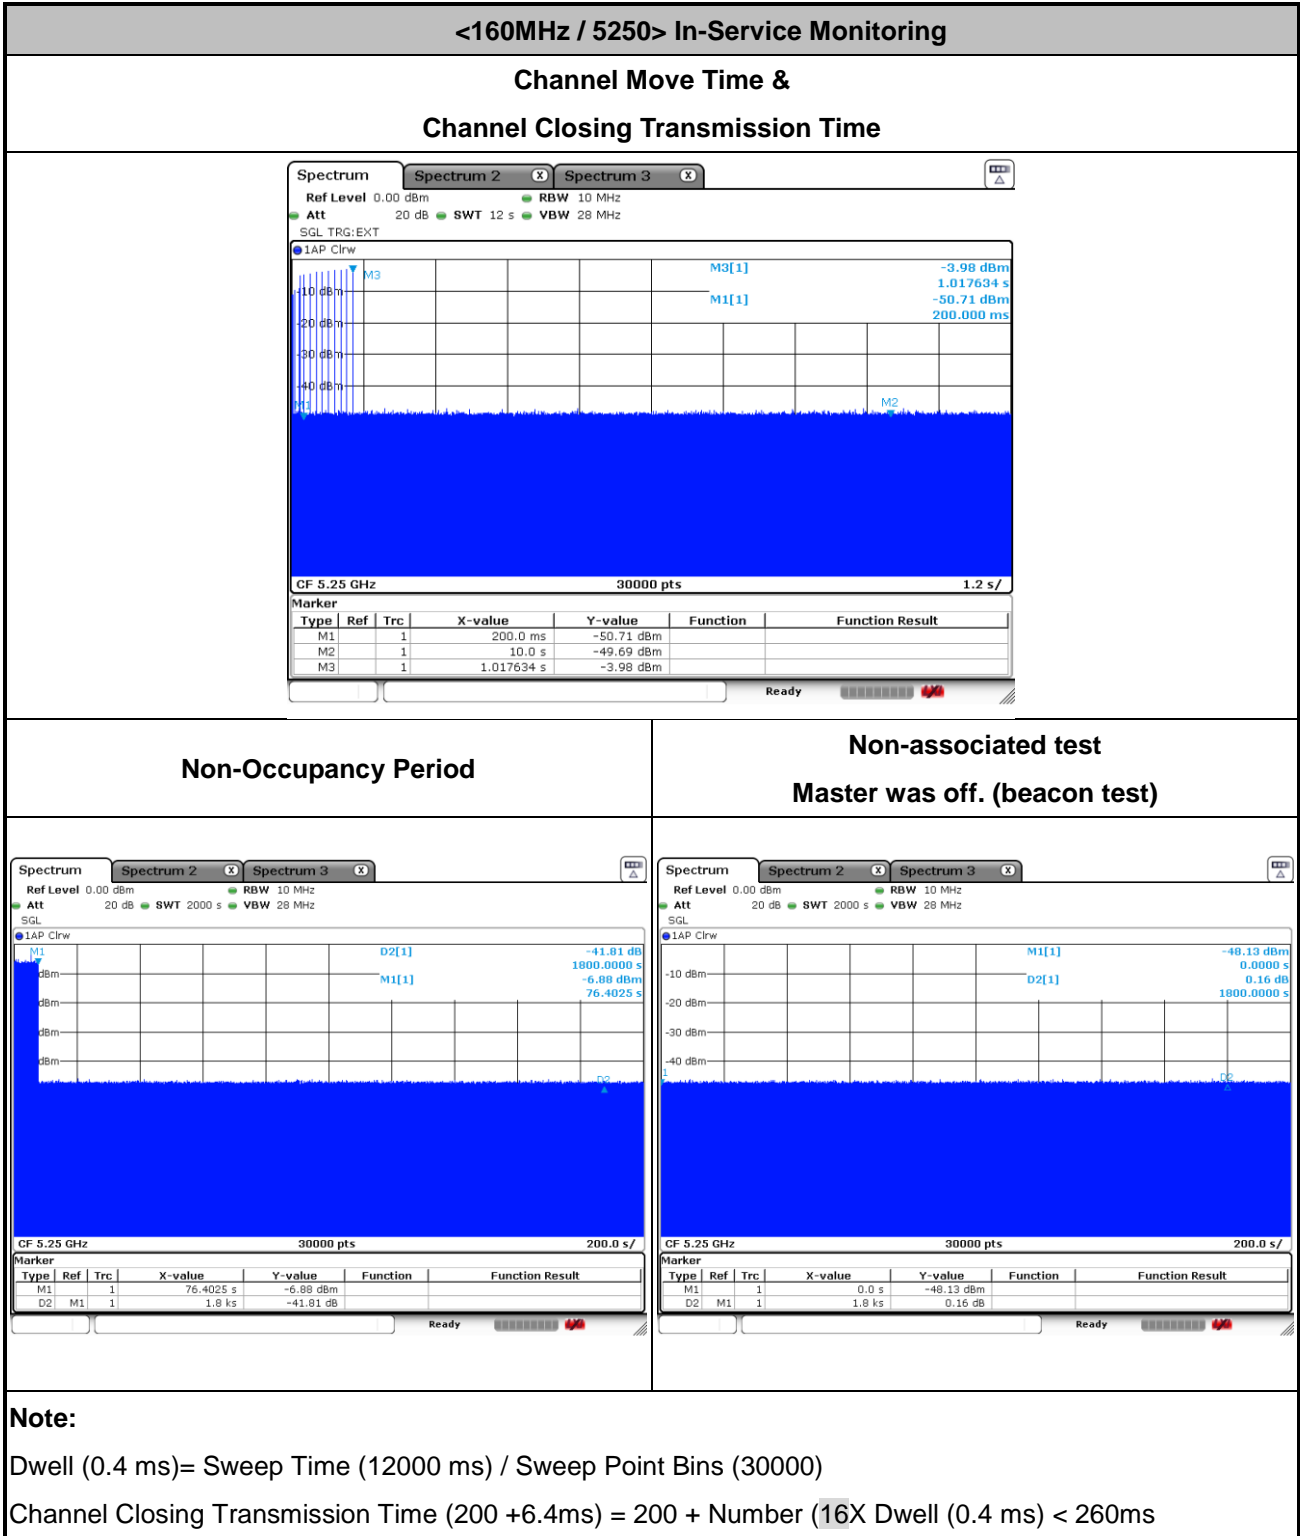 <160MHz / 5250> In-Service Monitoring
Channel Move Time &
Channel Closing Transmission Time
Spectrum Spectrum 2 X Spectrum 3 X
Ref Level 0.00 dBm RBW 10 MHz
Att 20 dB SWT 12 s VBW 28 MHz
SGL TRG:EXT
1AP Clrw
M3[1] -3.98 dBm
1.017634 s
M1[1] -50.71 dBm
200.000 ms
M3
-10 dBm
-20 dBm
-30 dBm
-40 dBm
M1
M2
CF 5.25 GHz 30000 pts 1.2 s/
Marker
Type Ref Trc X-value Y-value Function Function Result
M1 1 200.0 ms -50.71 dBm
M2 1 10.0 s -49.69 dBm
M3 1 1.017634 s -3.98 dBm
Ready
Non-Occupancy Period
Non-associated test
Master was off. (beacon test)
Spectrum Spectrum 2 X Spectrum 3 X
Ref Level 0.00 dBm RBW 10 MHz
Att 20 dB SWT 2000 s VBW 28 MHz
SGL
1AP Clrw
M1
D2[1] -41.81 dB
1800.0000 s
M1[1] -6.88 dBm
76.4025 s
dBm
dBm
dBm
dBm
D2
CF 5.25 GHz 30000 pts 200.0 s/
Marker
Type Ref Trc X-value Y-value Function Function Result
M1 1 76.4025 s -6.88 dBm
D2 M1 1 1.8 ks -41.81 dB
Ready
Spectrum Spectrum 2 X Spectrum 3 X
Ref Level 0.00 dBm RBW 10 MHz
Att 20 dB SWT 2000 s VBW 28 MHz
SGL
1AP Clrw
M1[1] -48.13 dBm
0.0000 s
D2[1] 0.16 dB
1800.0000 s
-10 dBm
-20 dBm
-30 dBm
-40 dBm
1
D2
CF 5.25 GHz 30000 pts 200.0 s/
Marker
Type Ref Trc X-value Y-value Function Function Result
M1 1 0.0 s -48.13 dBm
D2 M1 1 1.8 ks 0.16 dB
Ready
Note:
Dwell (0.4 ms)= Sweep Time (12000 ms) / Sweep Point Bins (30000)
Channel Closing Transmission Time (200 +6.4ms) = 200 + Number (16X Dwell (0.4 ms) < 260ms